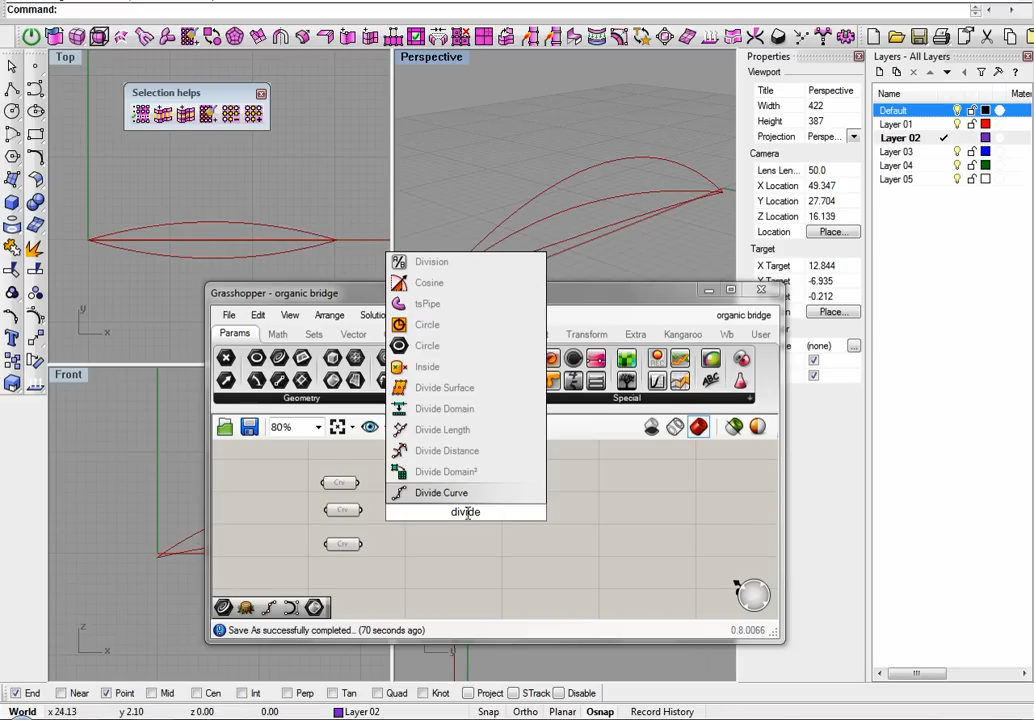 Command:
Top
Perspective
Properties
Layers - All Layers
Selection helps
Viewport
Title Perspective
Width 422
Height 387
Projection Perspe...
Camera
Lens Len... 50.0
X Location 49.347
Y Location 27.704
Z Location 16.139
Location Place...
Target
X Target 12.844
Y Target -6.935
Z Target -0.212
Location Place...
(none)
Name Mater
Default
Layer 01
Layer 02
Layer 03
Layer 04
Layer 05
y
x
Front
z
x
y
Grasshopper - organic bridge
File Edit View Arrange Solutio
organic bridge
Params Math Sets Vector
Transform Extra Kangaroo Wb User
Geometry
Special
80%
Division
Cosine
tsPipe
Circle
Circle
Inside
Divide Surface
Divide Domain
Divide Length
Divide Distance
Divide Domain²
Divide Curve
divide
Crv
Crv
Crv
Save As successfully completed... (70 seconds ago)
0.8.0066
End Near Point Mid Cen Int Perp Tan Quad Knot Project STrack Disable
World x 24.13 y 2.10 z 0.00 0.00 Layer 02 Snap Ortho Planar Osnap Record History